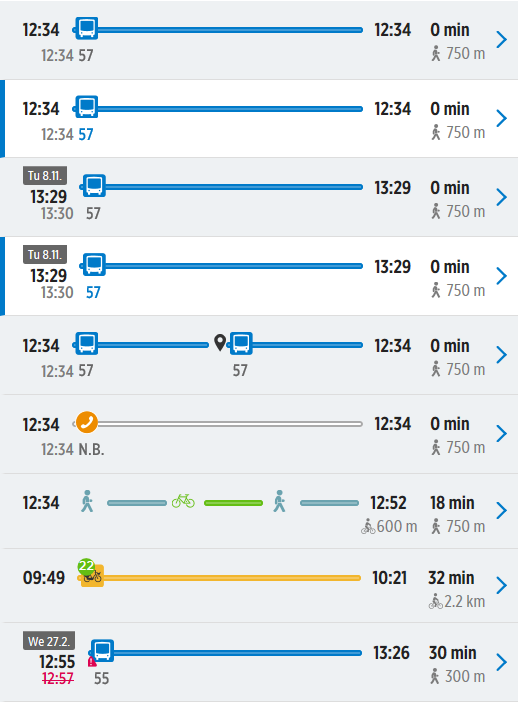 12:34 12:34 0 min
12:34 57 750 m
12:34 12:34 0 min
12:34 57 750 m
Tu 8.11.
13:29 13:29 0 min
13:30 57 750 m
Tu 8.11.
13:29 13:29 0 min
13:30 57 750 m
12:34 12:34 0 min
12:34 57 57 750 m
12:34 12:34 0 min
12:34 N.B. 750 m
12:34 12:52 18 min
600 m 750 m
22
09:49 10:21 32 min
2.2 km
We 27.2.
12:55 13:26 30 min
12:57 55 300 m